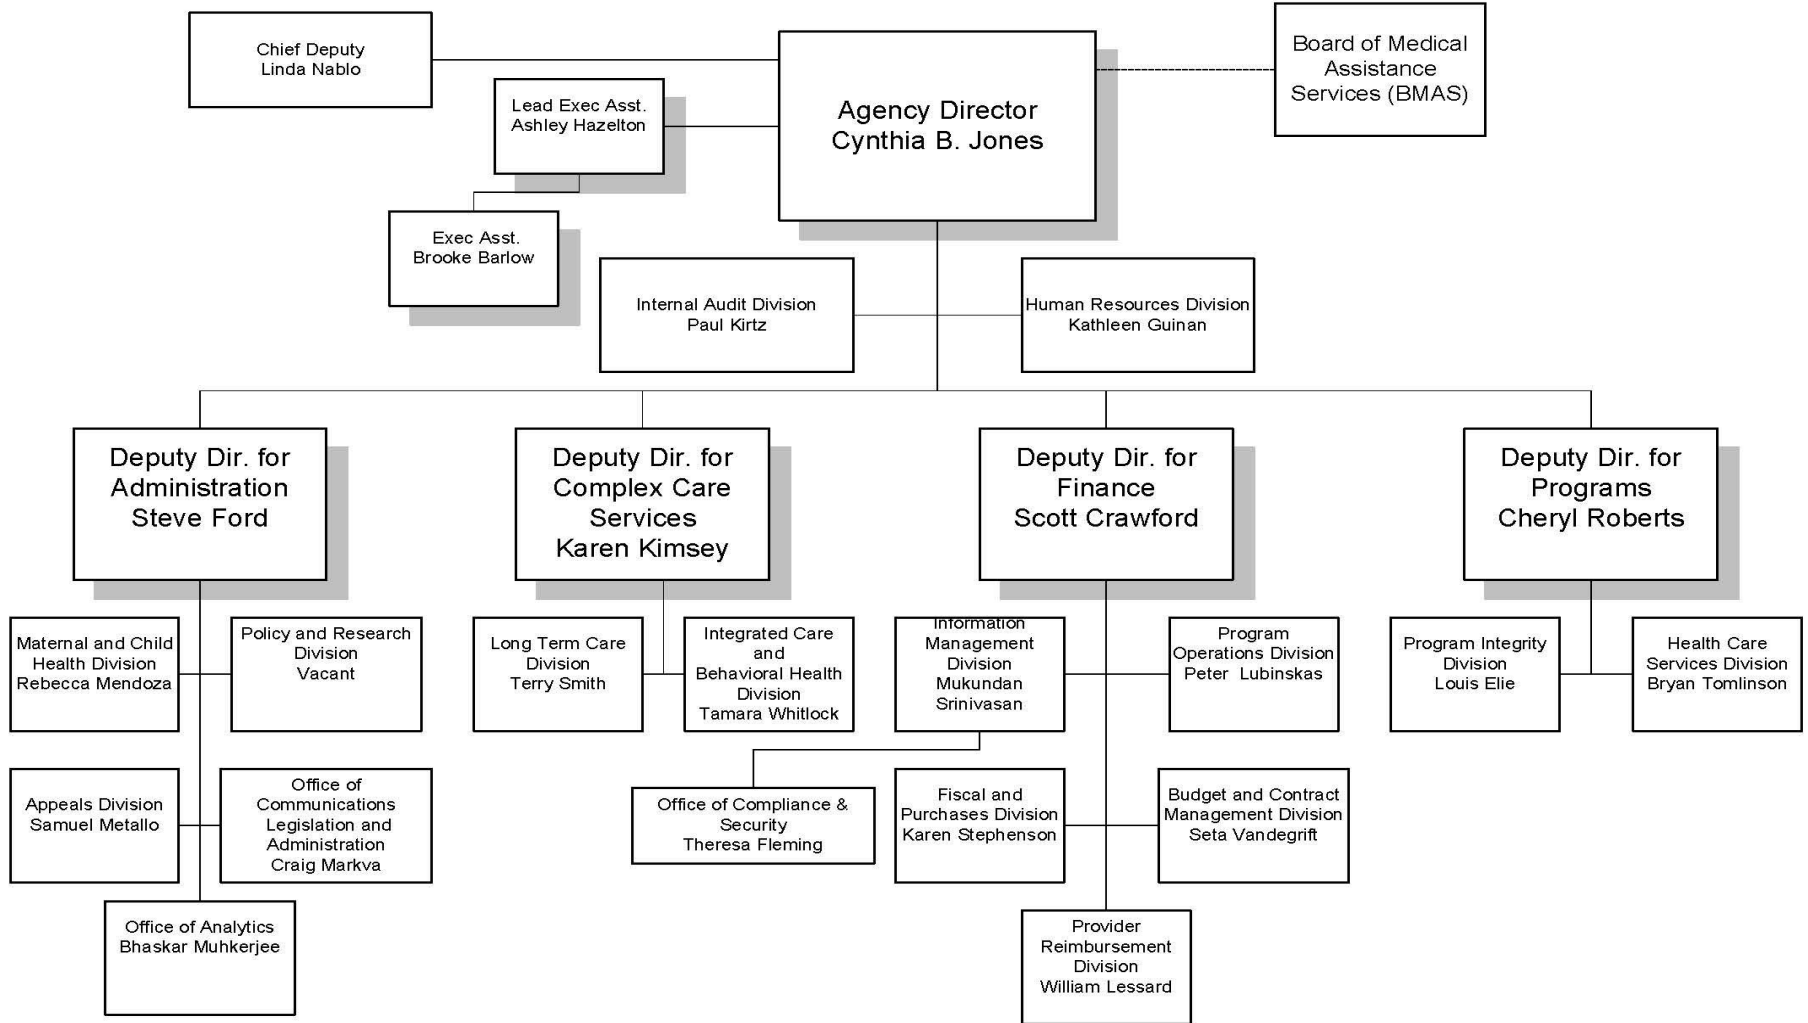 Chief Deputy
Linda Nablo
Board of Medical
Assistance
Services (BMAS)
Lead Exec Asst.
Ashley Hazelton
Agency Director
Cynthia B. Jones
Exec Asst.
Brooke Barlow
Internal Audit Division
Paul Kirtz
Human Resources Division
Kathleen Guinan
Deputy Dir. for
Administration
Steve Ford
Deputy Dir. for
Complex Care
Services
Karen Kimsey
Deputy Dir. for
Finance
Scott Crawford
Deputy Dir. for
Programs
Cheryl Roberts
Maternal and Child
Health Division
Rebecca Mendoza
Policy and Research
Division
Vacant
Long Term Care
Division
Terry Smith
Integrated Care
and
Behavioral Health
Division
Tamara Whitlock
Information
Management
Division
Mukundan
Srinivasan
Program
Operations Division
Peter Lubinskas
Program Integrity
Division
Louis Elie
Health Care
Services Division
Bryan Tomlinson
Appeals Division
Samuel Metallo
Office of
Communications
Legislation and
Administration
Craig Markva
Office of Compliance &
Security
Theresa Fleming
Fiscal and
Purchases Division
Karen Stephenson
Budget and Contract
Management Division
Seta Vandegrift
Office of Analytics
Bhaskar Muhkerjee
Provider
Reimbursement
Division
William Lessard